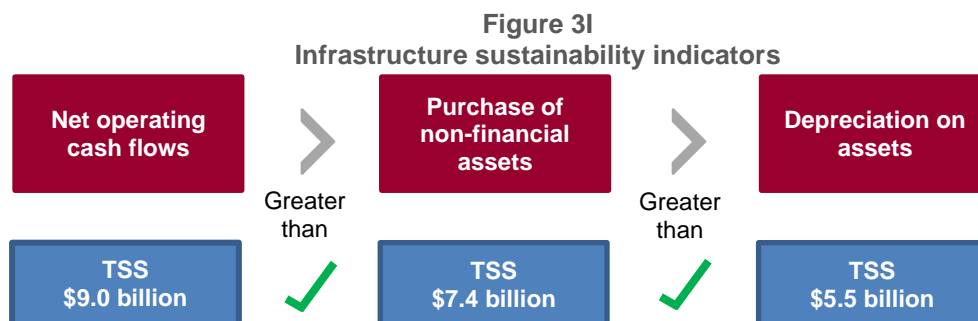 Figure 3I
Infrastructure sustainability indicators
Net operating
cash flows
Greater
than
Purchase of
non-financial
assets
Greater
than
Depreciation on
assets
TSS
$9.0 billion
TSS
$7.4 billion
TSS
$5.5 billion